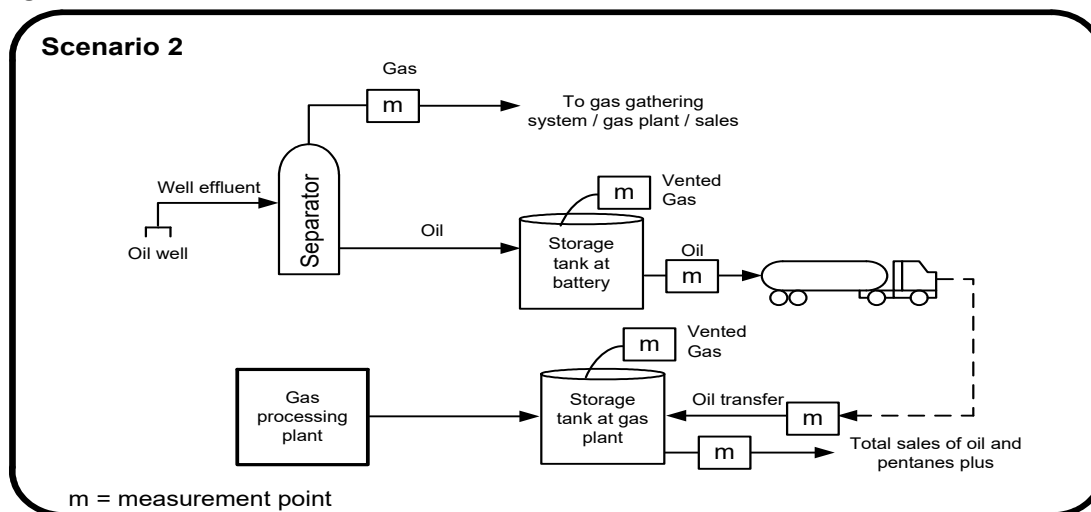 Scenario 2
Gas
m
To gas gathering
system / gas plant / sales
Well effluent
Oil well
Separator
Oil
m
Vented
Gas
Storage
tank at
battery
Oil
m
m
Vented
Gas
Gas
processing
plant
Storage
tank at gas
plant
Oil transfer
m
m
Total sales of oil and
pentanes plus
m = measurement point